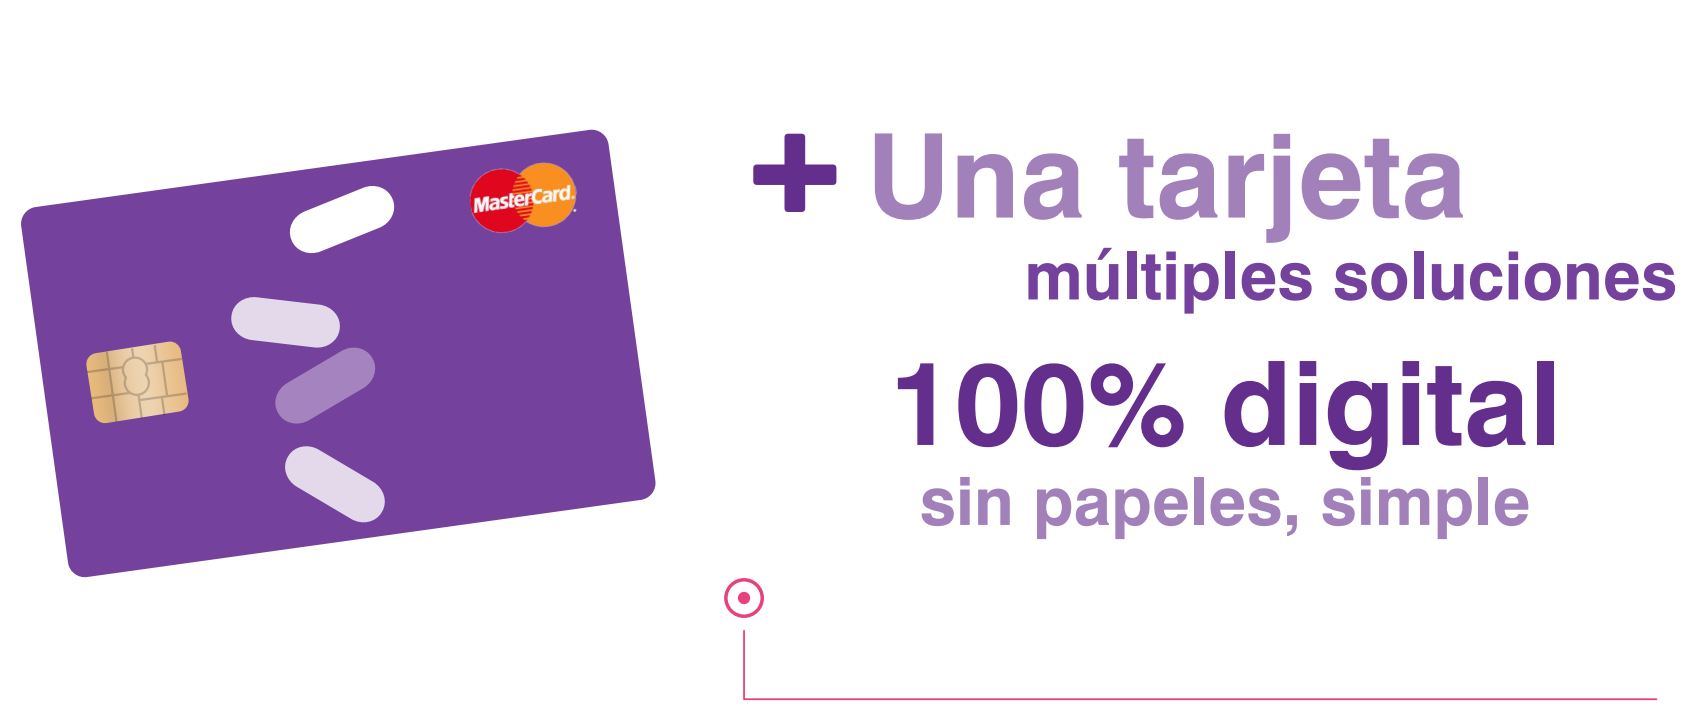 MasterCard.
+ Una tarjeta
múltiples soluciones
100% digital
sin papeles, simple